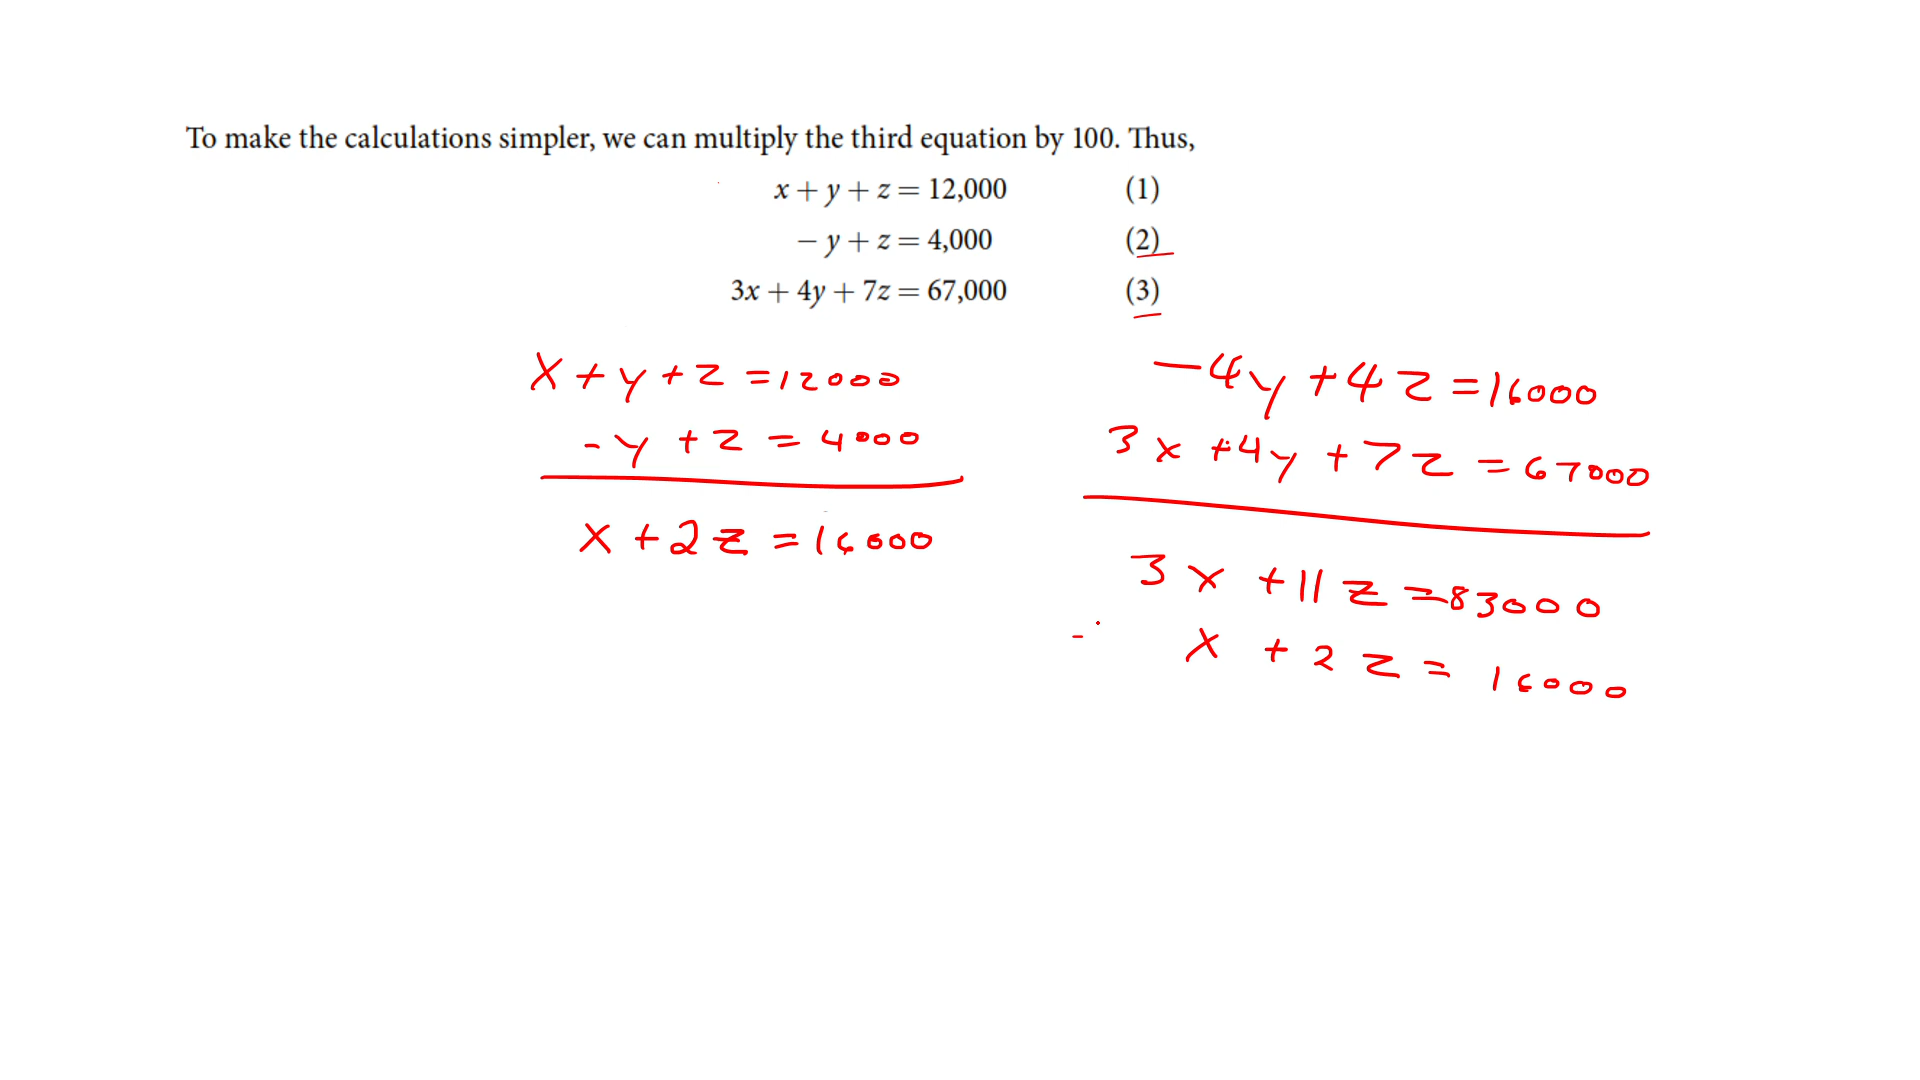 To make the calculations simpler, we can multiply the third equation by 100. Thus,
x + y + z = 12,000 (1)
− y + z = 4,000 (2)
3x + 4y + 7z = 67,000 (3)
x + y + z = 12000
- y + z = 4000
x + 2z = 16000
-4y + 4z = 16000
3x + 4y + 7z = 67000
3x + 11z = 83000
- x + 2z = 16000